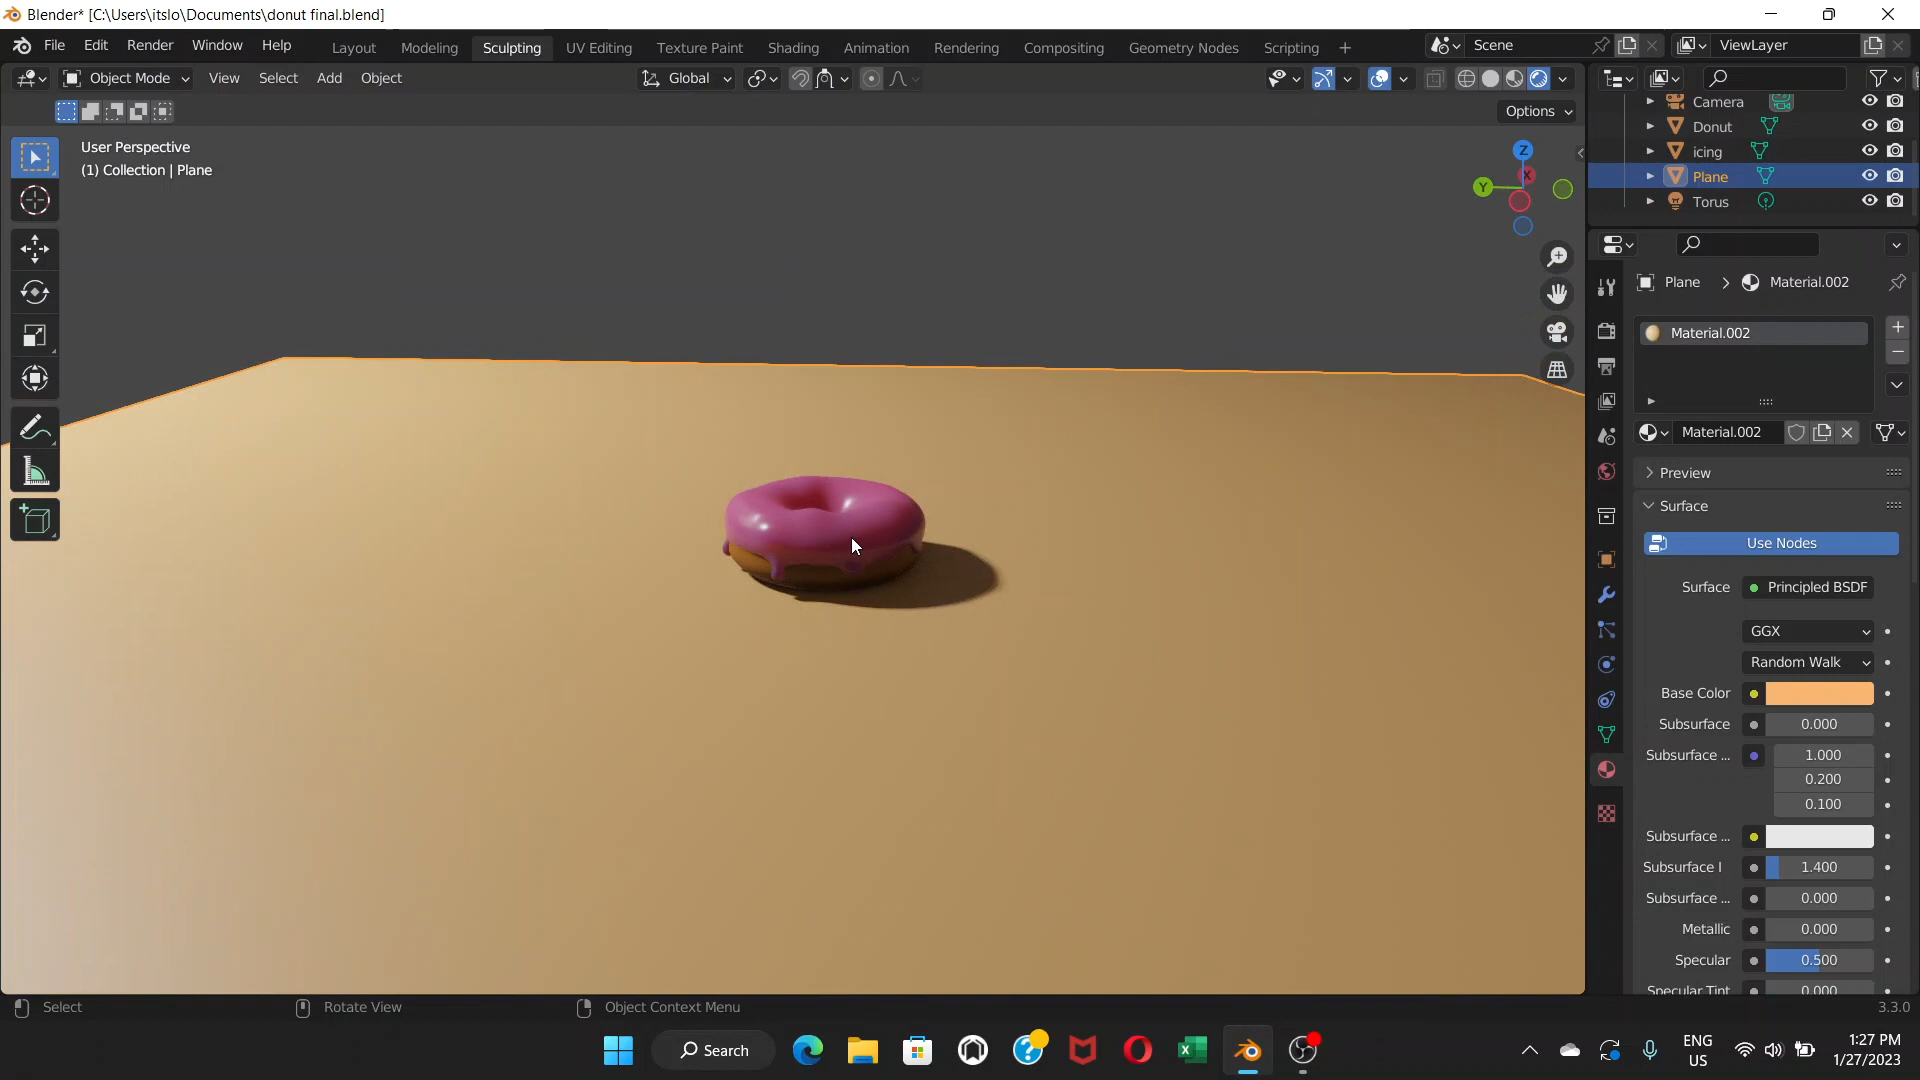 Blender* [C:\Users\itslo\Documents\donut final.blend]
File Edit Render Window Help Layout Modeling Sculpting UV Editing Texture Paint Shading Animation Rendering Compositing Geometry Nodes Scripting + Scene ViewLayer
Object Mode View Select Add Object Global
Options
User Perspective
(1) Collection | Plane
Z
X
Y
Camera
Donut
icing
Plane
Torus
Plane > Material.002
Material.002
Material.002
Preview
Surface
Use Nodes
Surface Principled BSDF
GGX
Random Walk
Base Color
Subsurface 0.000
Subsurface ... 1.000
0.200
0.100
Subsurface ...
Subsurface I 1.400
Subsurface ... 0.000
Metallic 0.000
Specular 0.500
Specular Tint 0.000
Select Rotate View Object Context Menu 3.3.0
Search
ENG
US
1:27 PM
1/27/2023